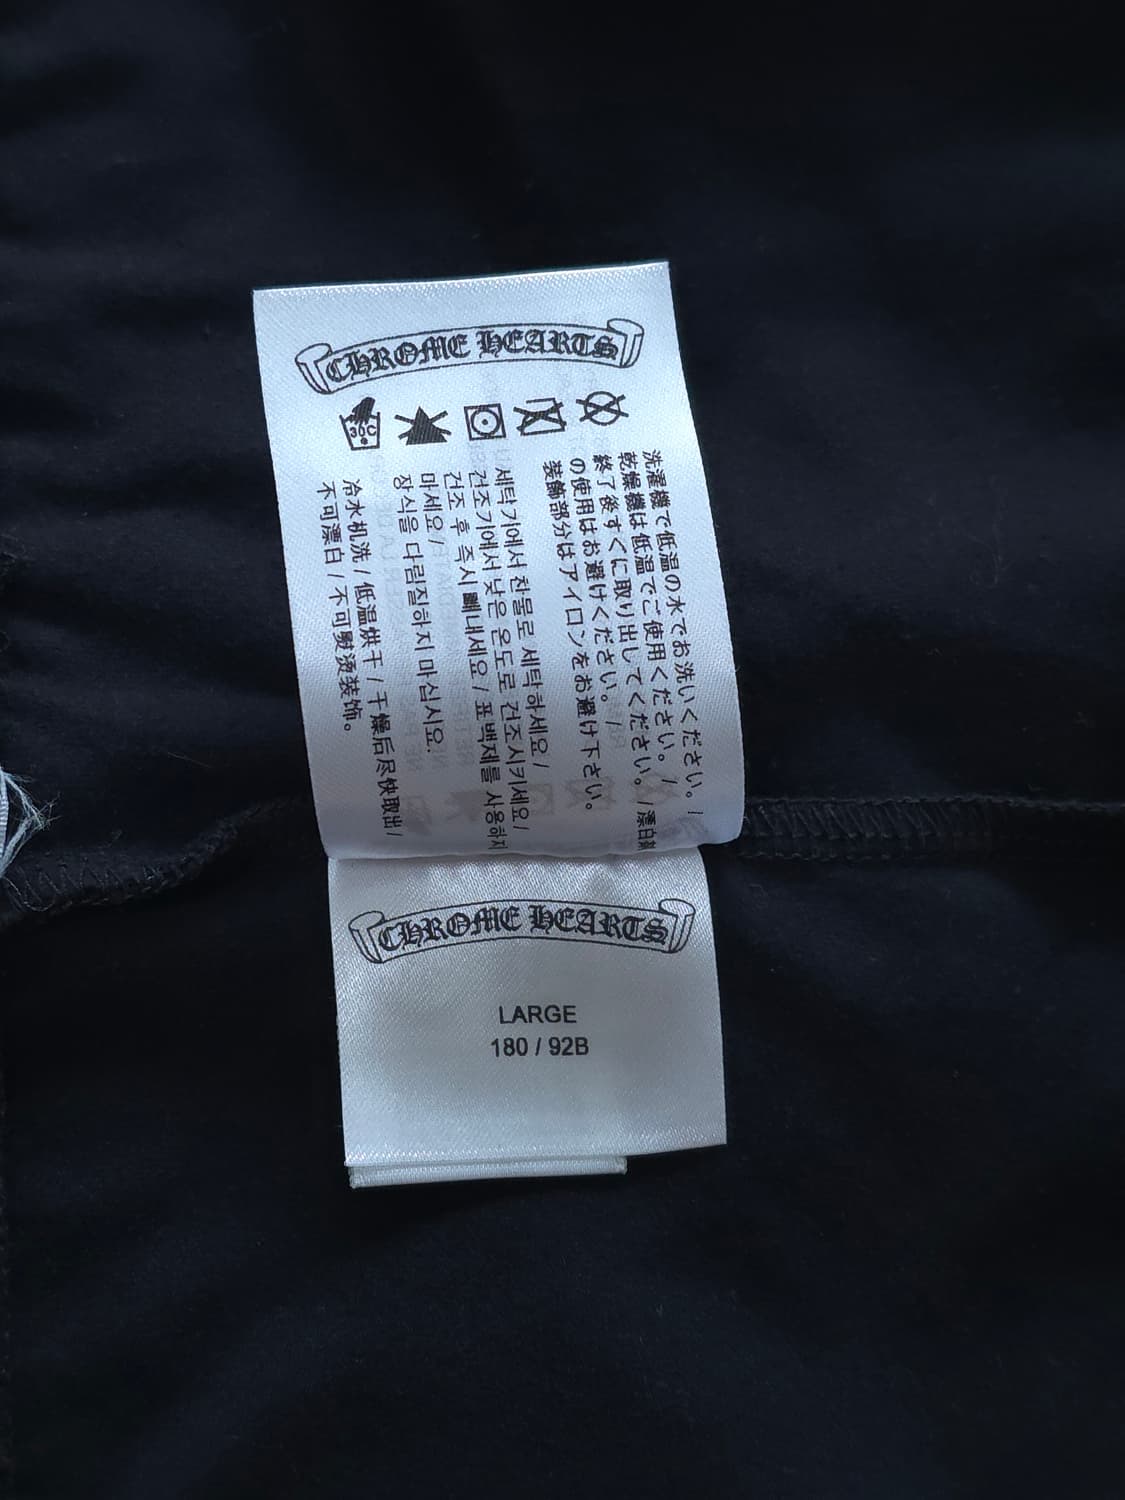 CHROME HEARTS
30C
洗濯機で低温の水でお洗いください。/
乾燥機は低温でご使用ください。/
終了後すぐに取り出してください。/漂白剤
の使用はお避けください。/
装飾部分はアイロンをお避け下さい。
세탁기에서 찬물로 세탁하세요/
건조기에서 낮은 온도로 건조시키세요/
건조 후 즉시 빼내세요 / 표백제를 사용하지
마세요/
장식을 다림질하지 마십시요.
冷水机洗 / 低温烘干 / 干燥后尽快取出 /
不可漂白 / 不可熨烫装饰。
CHROME HEARTS
LARGE
180 / 92B